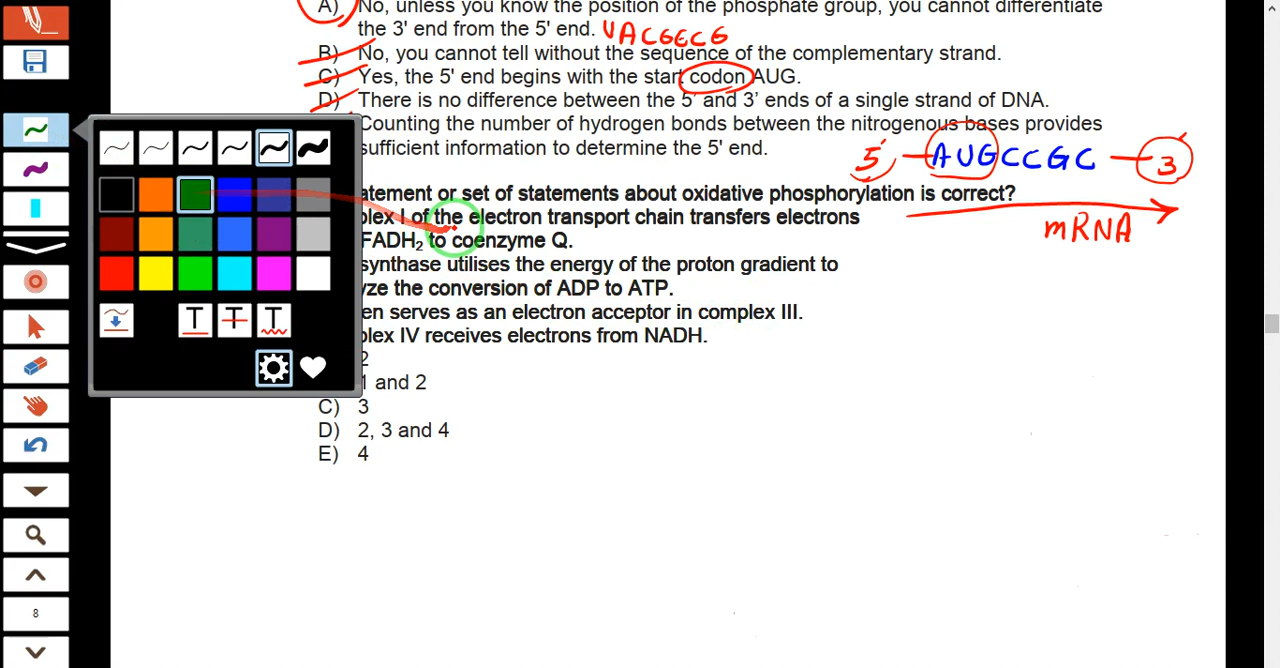 A) No, unless you know the position of the phosphate group, you cannot differentiate
the 3' end from the 5' end. UACGGCG
B) No, you cannot tell without the sequence of the complementary strand.
C) Yes, the 5' end begins with the start codon AUG.
D) There is no difference between the 5' and 3' ends of a single strand of DNA.
Counting the number of hydrogen bonds between the nitrogenous bases provides
sufficient information to determine the 5' end. 5' AUGCCGC 3'
atement or set of statements about oxidative phosphorylation is correct?
plex I of the electron transport chain transfers electrons
FADH₂ to coenzyme Q. mRNA
synthase utilises the energy of the proton gradient to
yze the conversion of ADP to ATP.
en serves as an electron acceptor in complex III.
plex IV receives electrons from NADH.
2
1 and 2
C) 3
D) 2, 3 and 4
E) 4
T T T
8